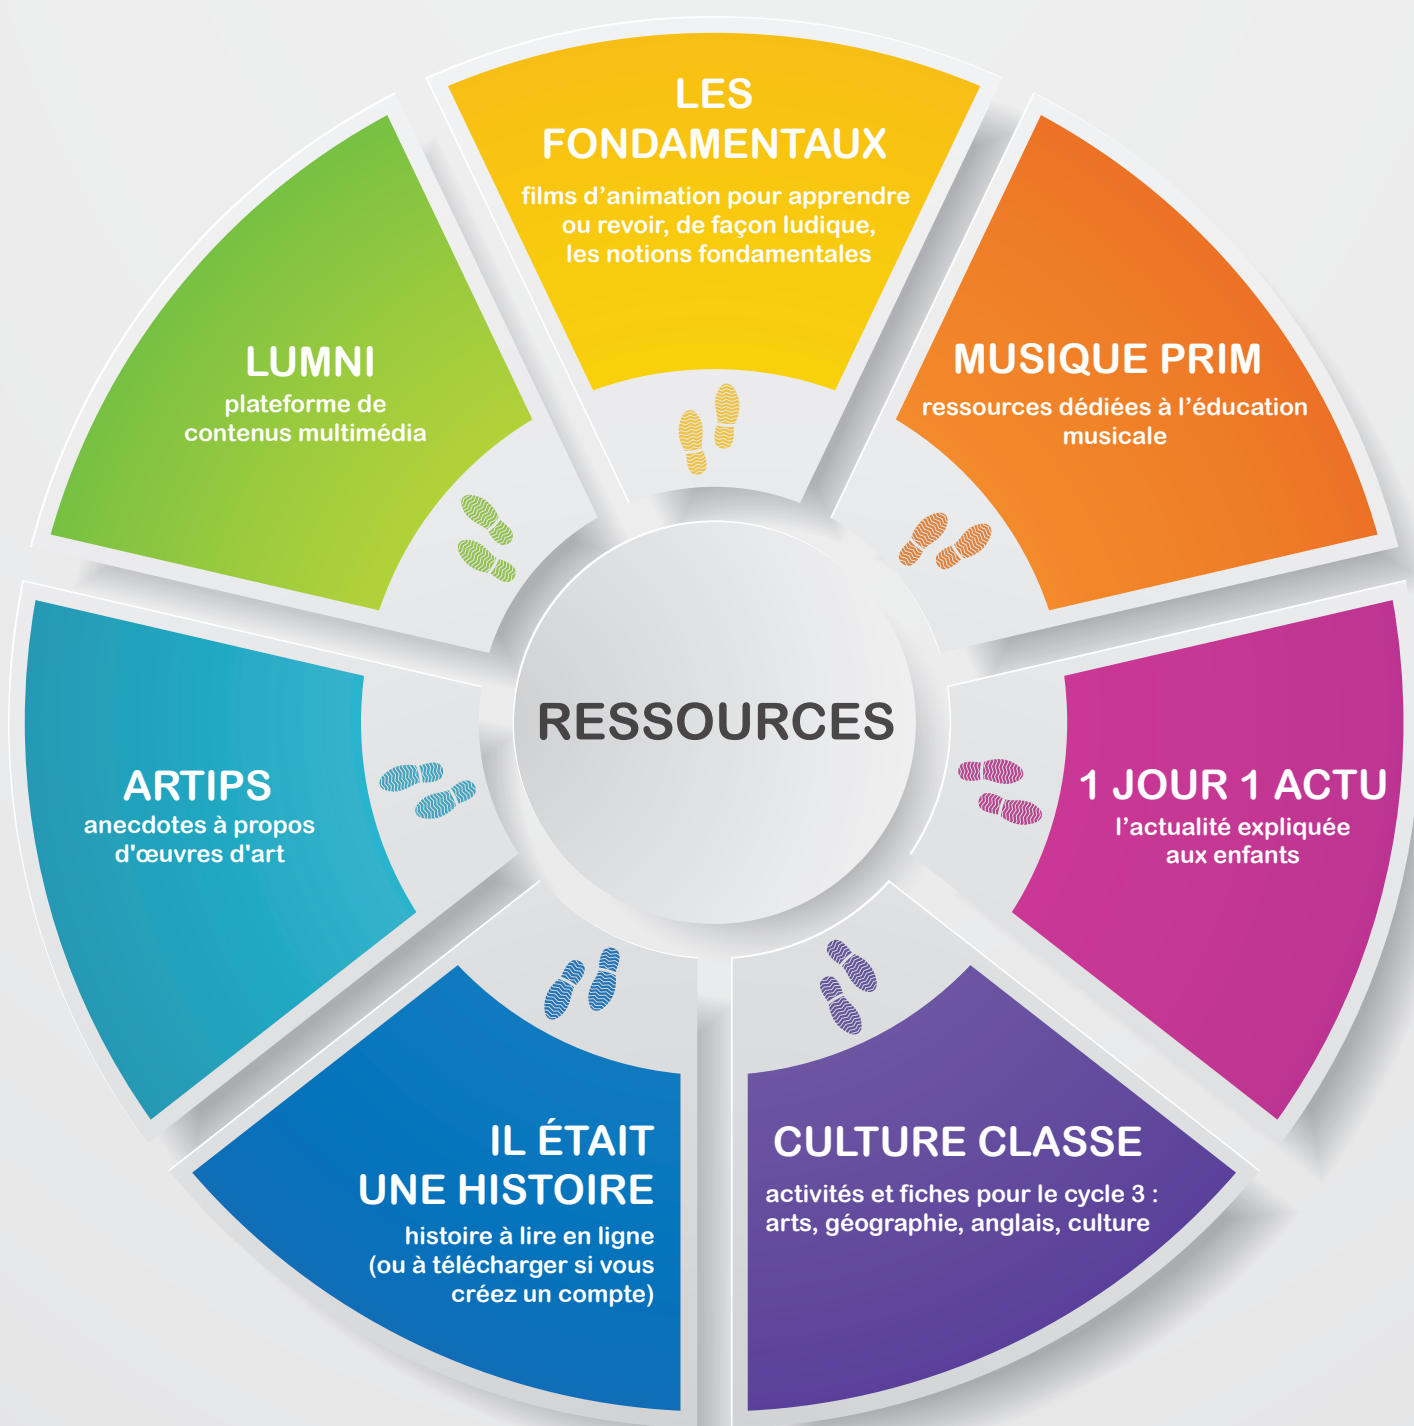 LES
FONDAMENTAUX
films d’animation pour apprendre
ou revoir, de façon ludique,
les notions fondamentales
MUSIQUE PRIM
ressources dédiées à l’éducation
musicale
1 JOUR 1 ACTU
l’actualité expliquée
aux enfants
CULTURE CLASSE
activités et fiches pour le cycle 3 :
arts, géographie, anglais, culture
IL ÉTAIT
UNE HISTOIRE
histoire à lire en ligne
(ou à télécharger si vous
créez un compte)
ARTIPS
anecdotes à propos
d'œuvres d'art
LUMNI
plateforme de
contenus multimédia
RESSOURCES